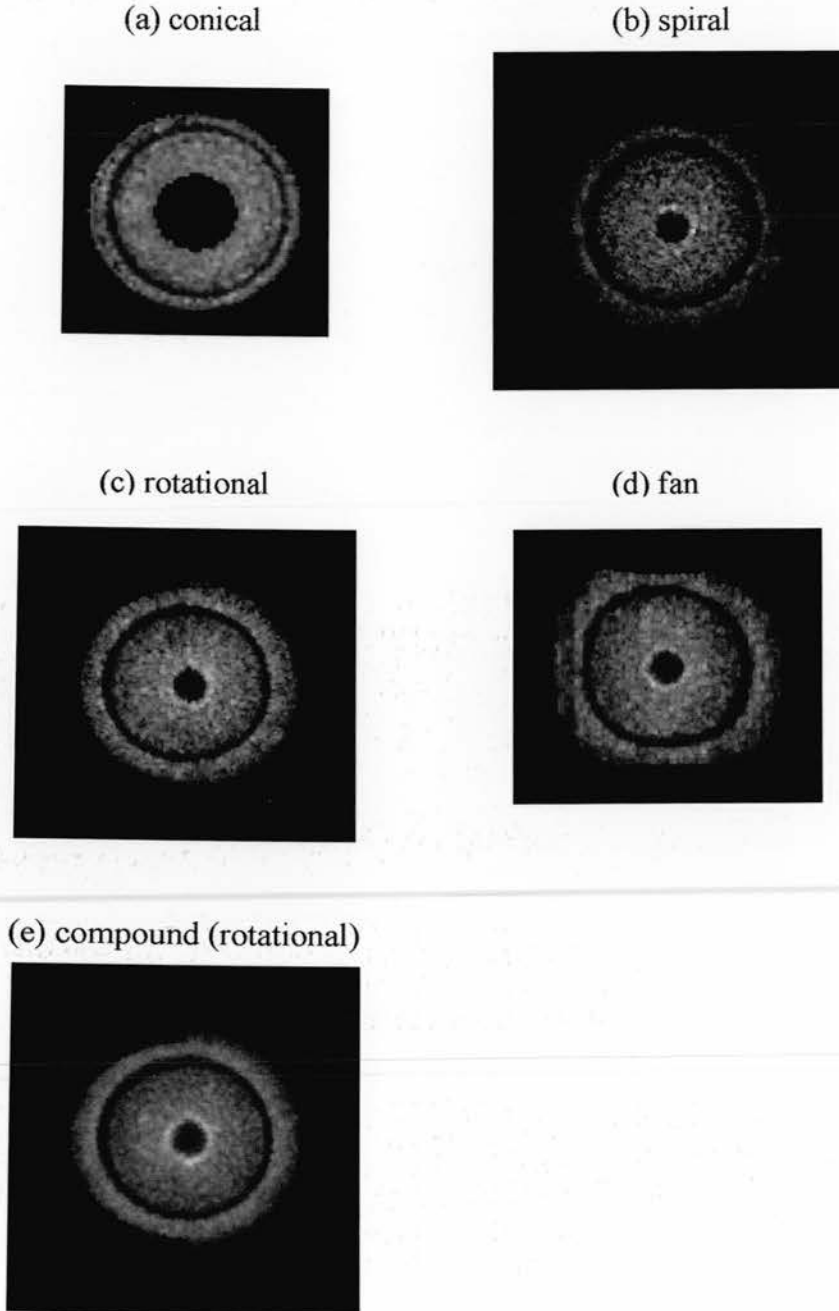 (a) conical
(b) spiral
(c) rotational
(d) fan
(e) compound (rotational)